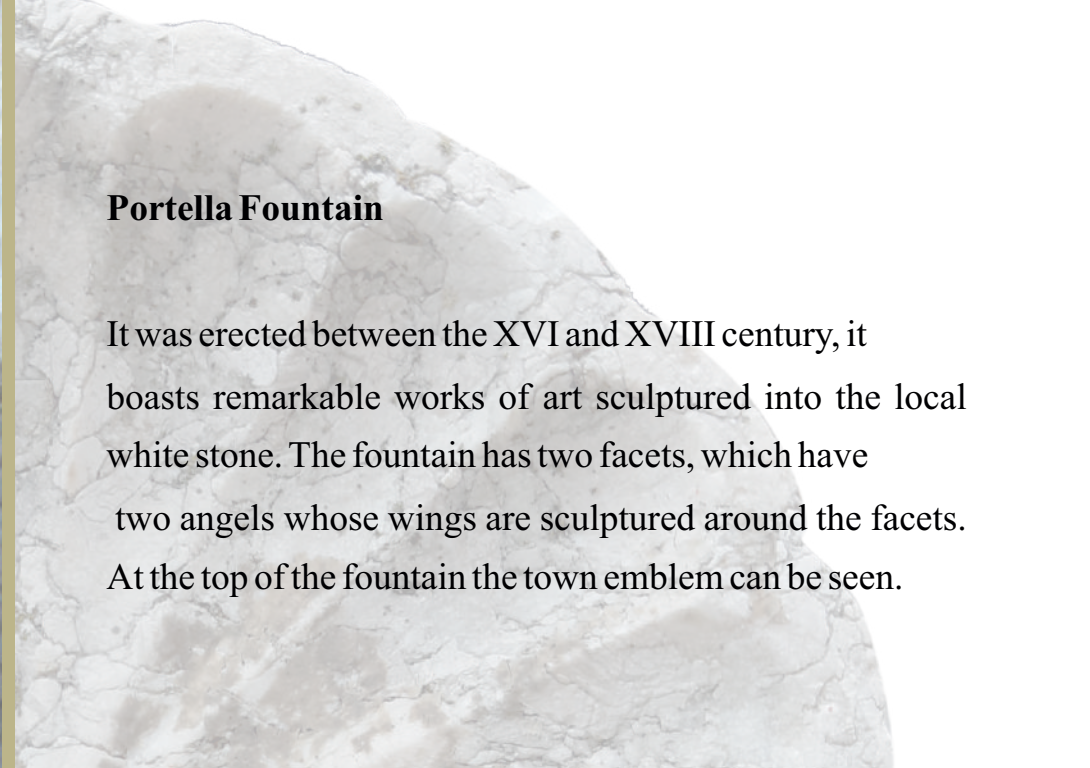 Portella Fountain
It was erected between the XVI and XVIII century, it
boasts remarkable works of art sculptured into the local
white stone. The fountain has two facets, which have
two angels whose wings are sculptured around the facets.
At the top of the fountain the town emblem can be seen.